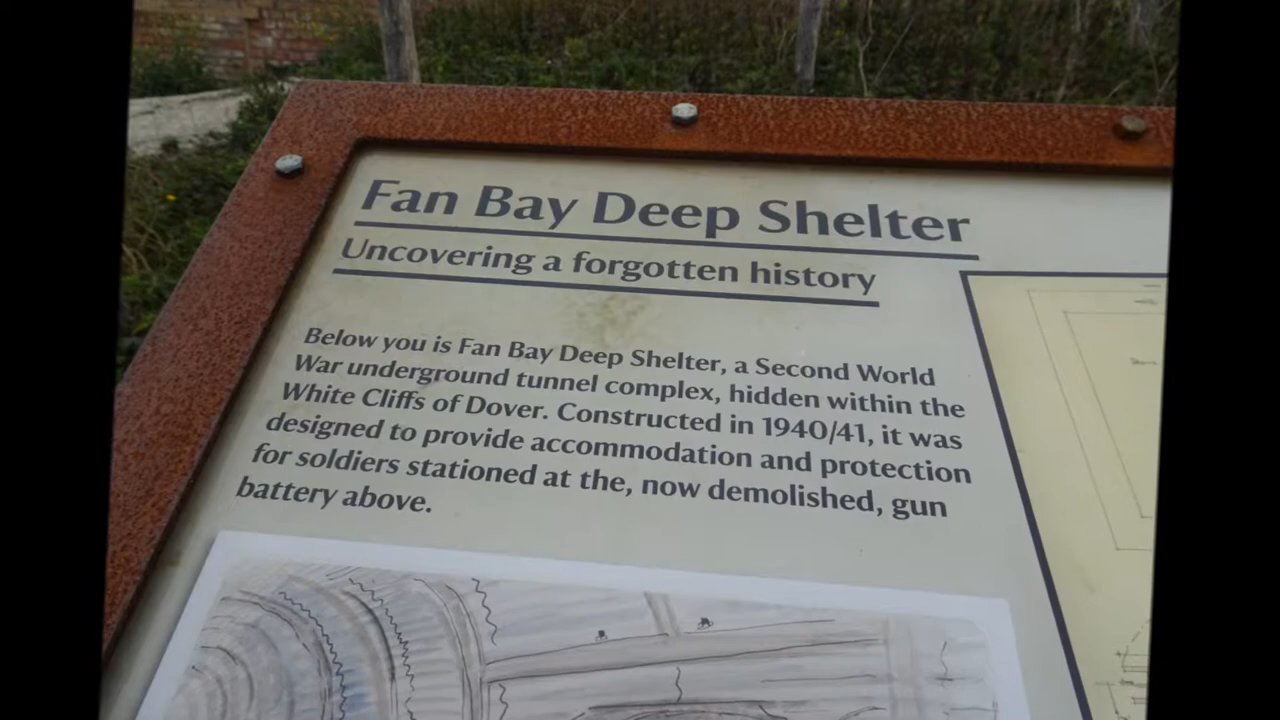 Fan Bay Deep Shelter
Uncovering a forgotten history
Below you is Fan Bay Deep Shelter, a Second World
War underground tunnel complex, hidden within the
White Cliffs of Dover. Constructed in 1940/41, it was
designed to provide accommodation and protection
for soldiers stationed at the, now demolished, gun
battery above.